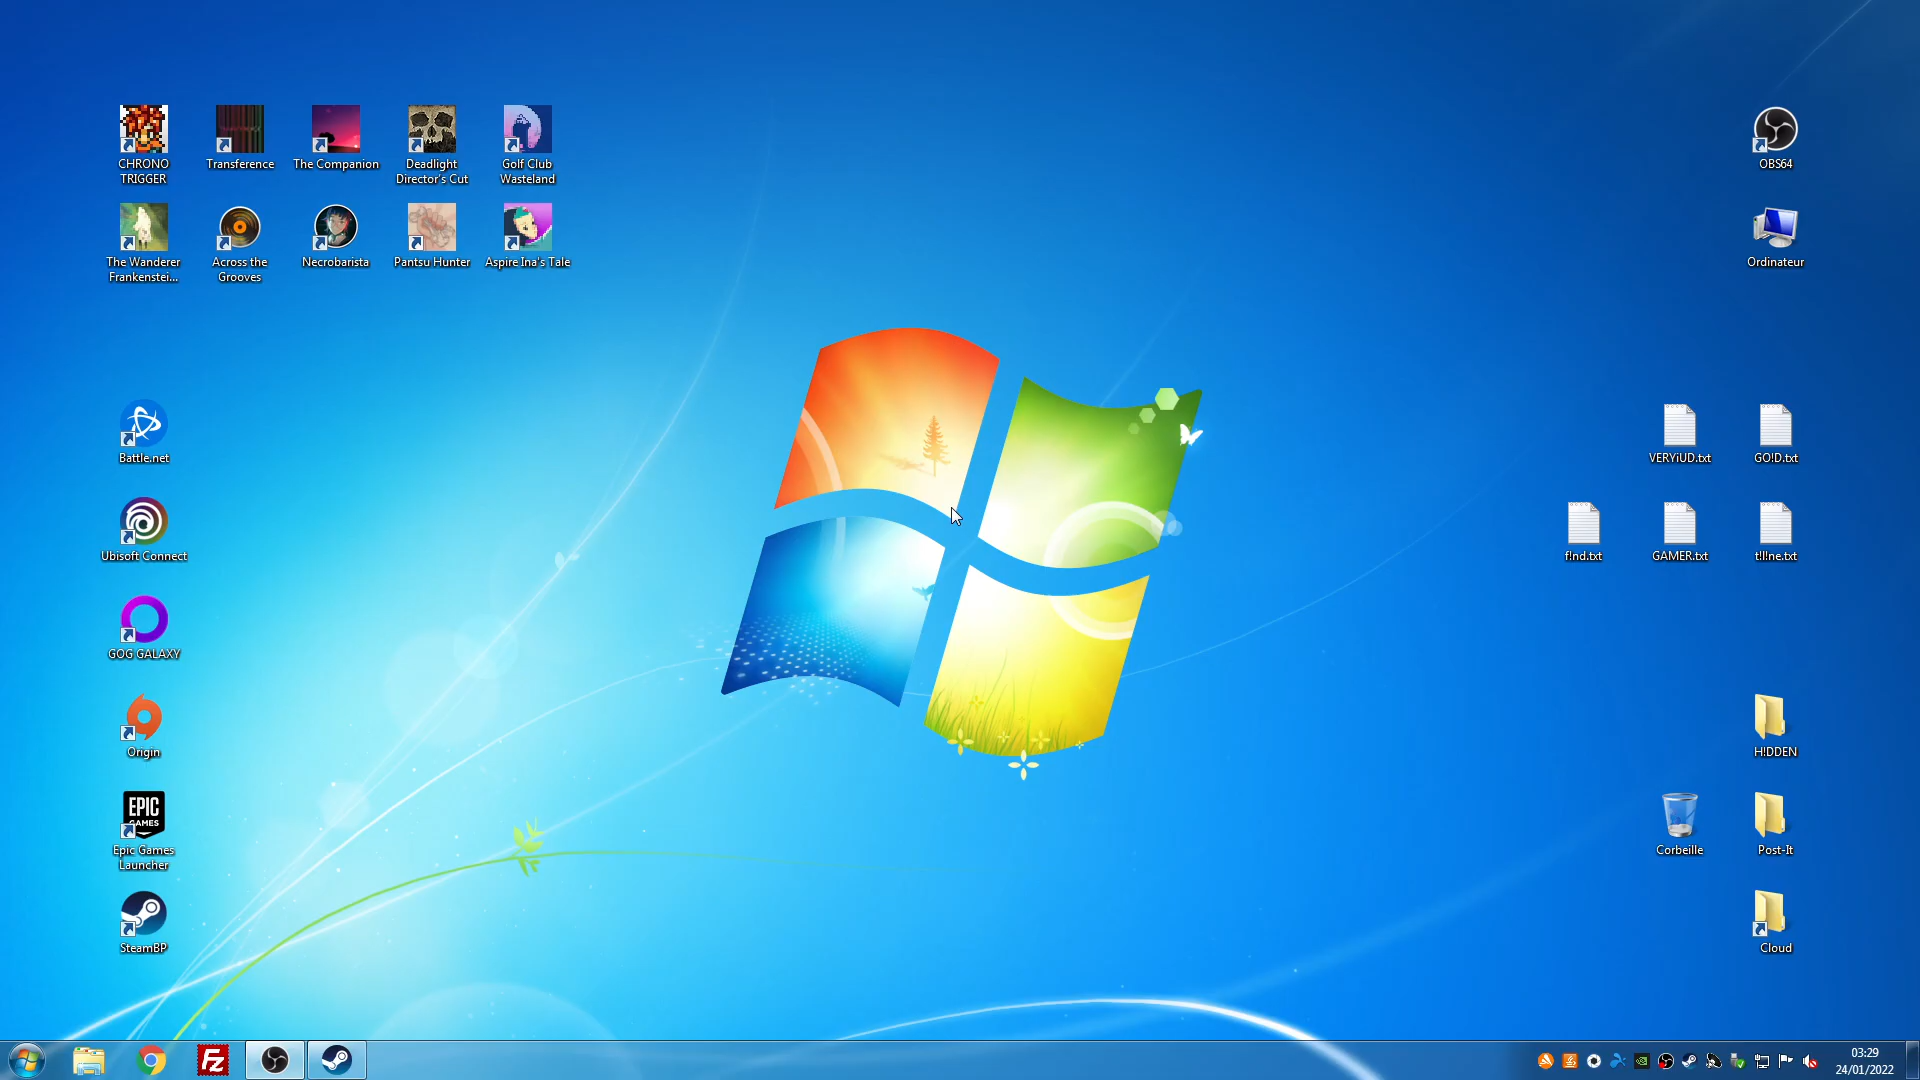 CHRONO
TRIGGER
Transference
The Companion
Deadlight
Director's Cut
Golf Club
Wasteland
The Wanderer
Frankenstei...
Across the
Grooves
Necrobarista
Pantsu Hunter
Aspire Ina's Tale
OBS64
Ordinateur
Battle.net
VERYiUD.txt
GO!D.txt
Ubisoft Connect
f!nd.txt
GAMER.txt
t!l!ne.txt
GOG GALAXY
Origin
H!DDEN
EPIC
GAMES
Epic Games
Launcher
Corbeille
Post-It
SteamBP
Cloud
Fz
03:29
24/01/2022